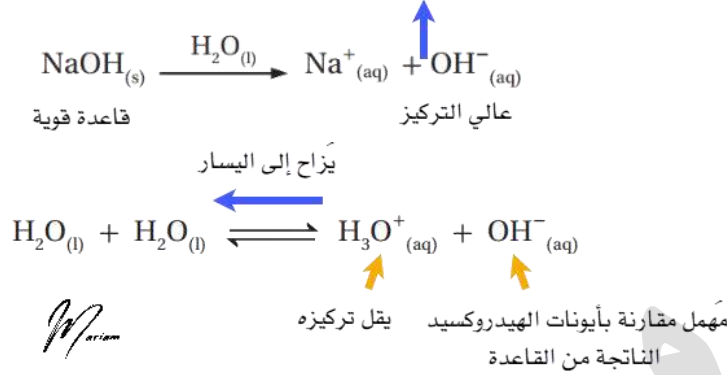 NaOH(s) H₂O(l) → Na⁺(aq) + OH⁻(aq)
قاعدة قوية
عالي التركيز
يُزاح إلى اليسار
H₂O(l) + H₂O(l) ⇌ H₃O⁺(aq) + OH⁻(aq)
يقل تركيزه
مُهمل مقارنة بأيونات الهيدروكسيد
الناتجة من القاعدة
Mariam